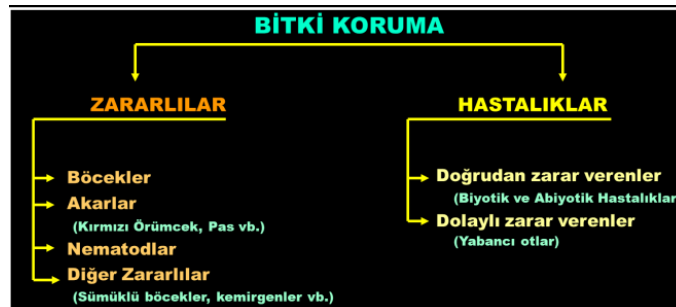 BİTKİ KORUMA
ZARARLILAR
Böcekler
Akarlar
(Kırmızı Örümcek, Pas vb.)
Nematodlar
Diğer Zararlılar
(Sümüklü böcekler, kemirgenler vb.)
HASTALIKLAR
Doğrudan zarar verenler
(Biyotik ve Abiyotik Hastalıklar
Dolaylı zarar verenler
(Yabancı otlar)